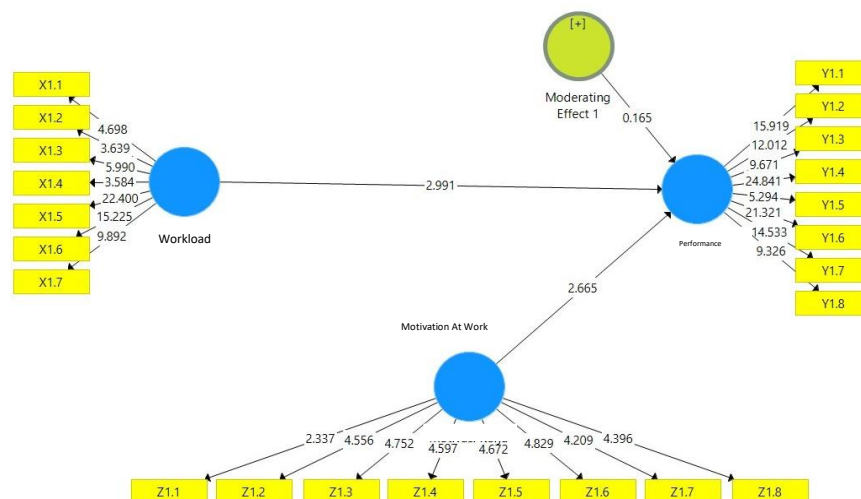 [+]
Moderating
Effect 1
0.165
X1.1
X1.2
X1.3
X1.4
X1.5
X1.6
X1.7
4.698
3.639
5.990
3.584
22.400
15.225
9.892
Workload
2.991
Y1.1
Y1.2
Y1.3
Y1.4
Y1.5
Y1.6
Y1.7
Y1.8
15.919
12.012
9.671
24.841
5.294
21.321
14.533
9.326
Performance
2.665
Motivation At Work
2.337
4.556
4.752
4.597
4.672
4.829
4.209
4.396
Z1.1
Z1.2
Z1.3
Z1.4
Z1.5
Z1.6
Z1.7
Z1.8